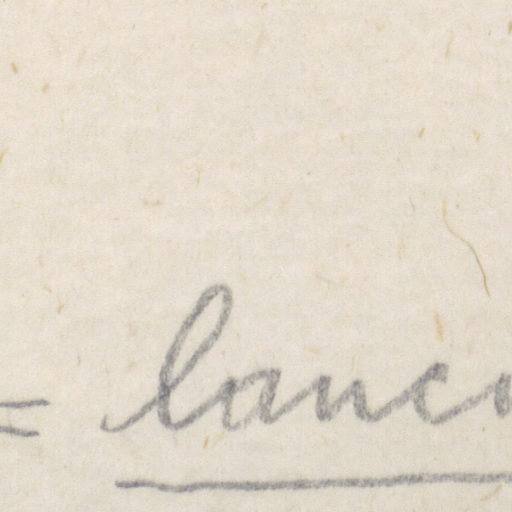 = lanc